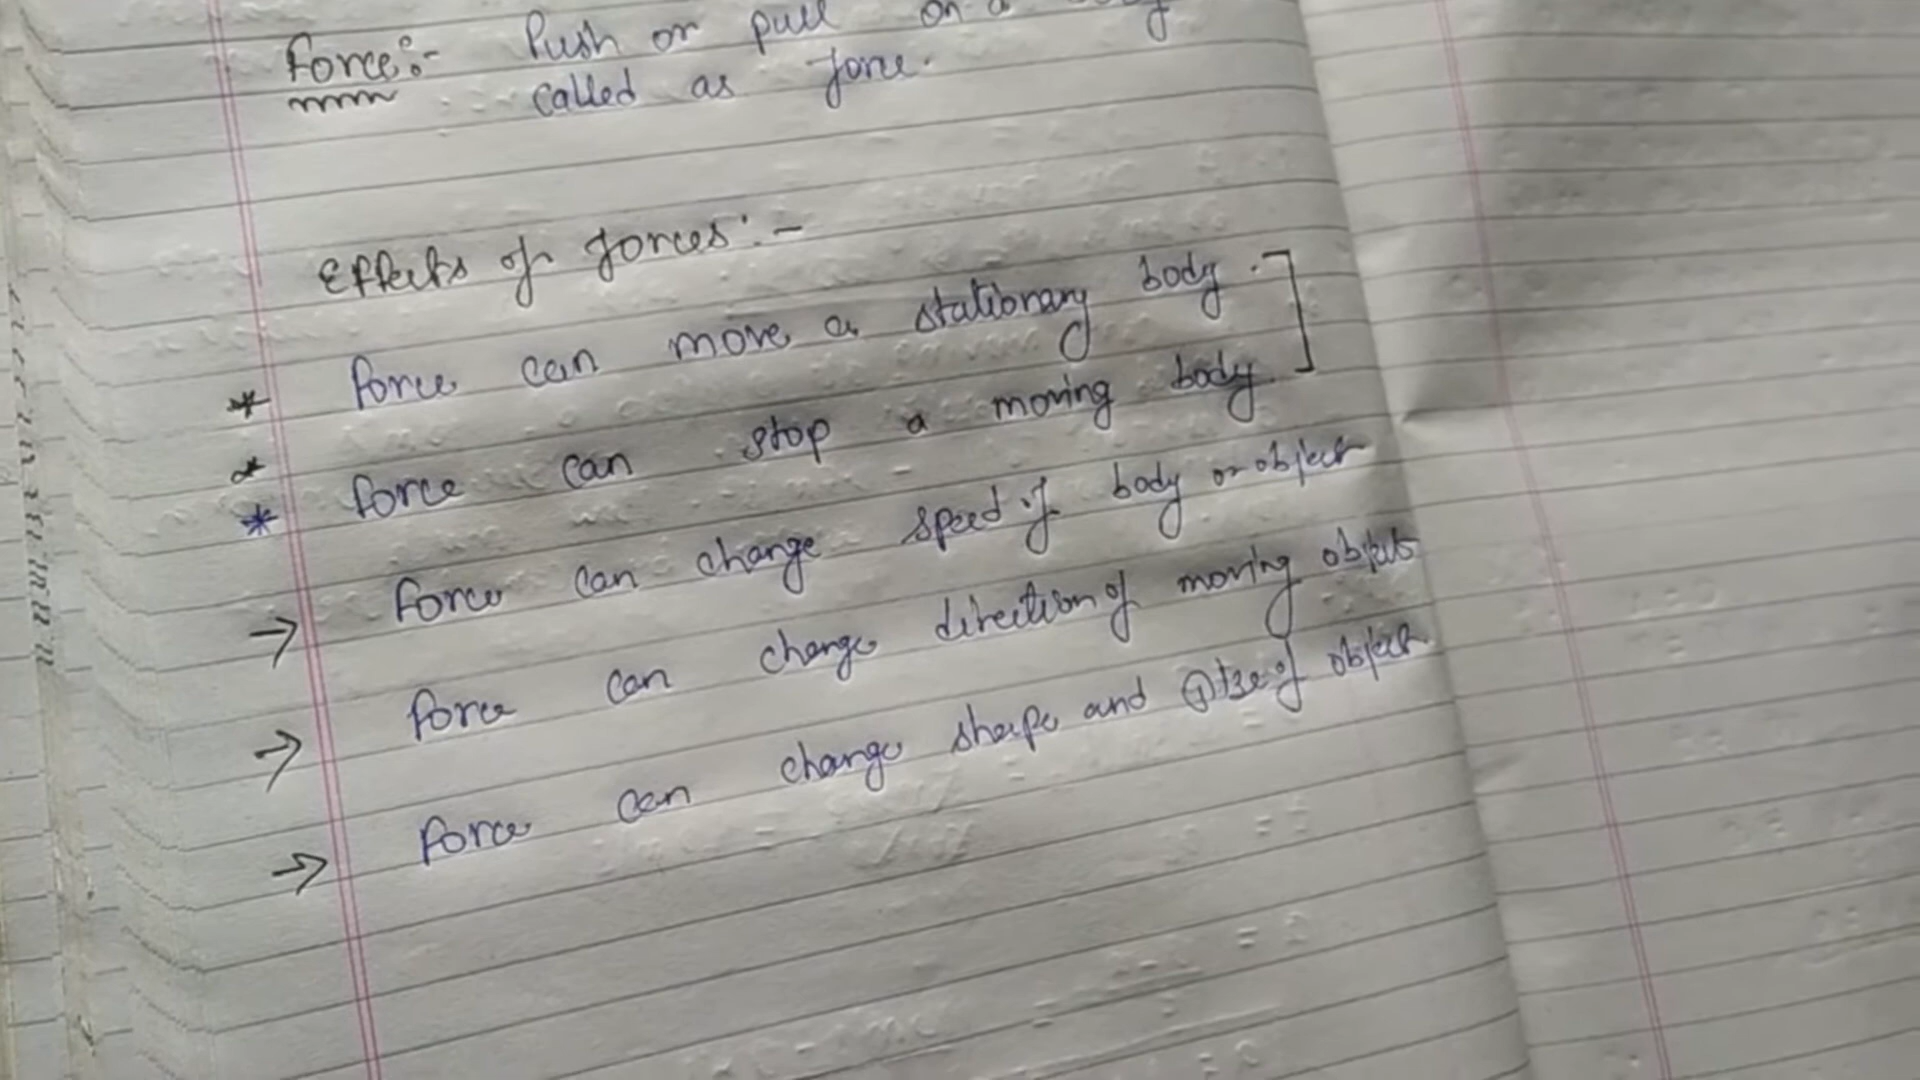 Force:- Push or pull on a
called as force.
Effects of forces:-
* Force can move a stationary body.
* Force can stop a moving body.
* 
→ Force can change speed of body or object
→ Force can change direction of moving objects
→ Force can change shape and size of object